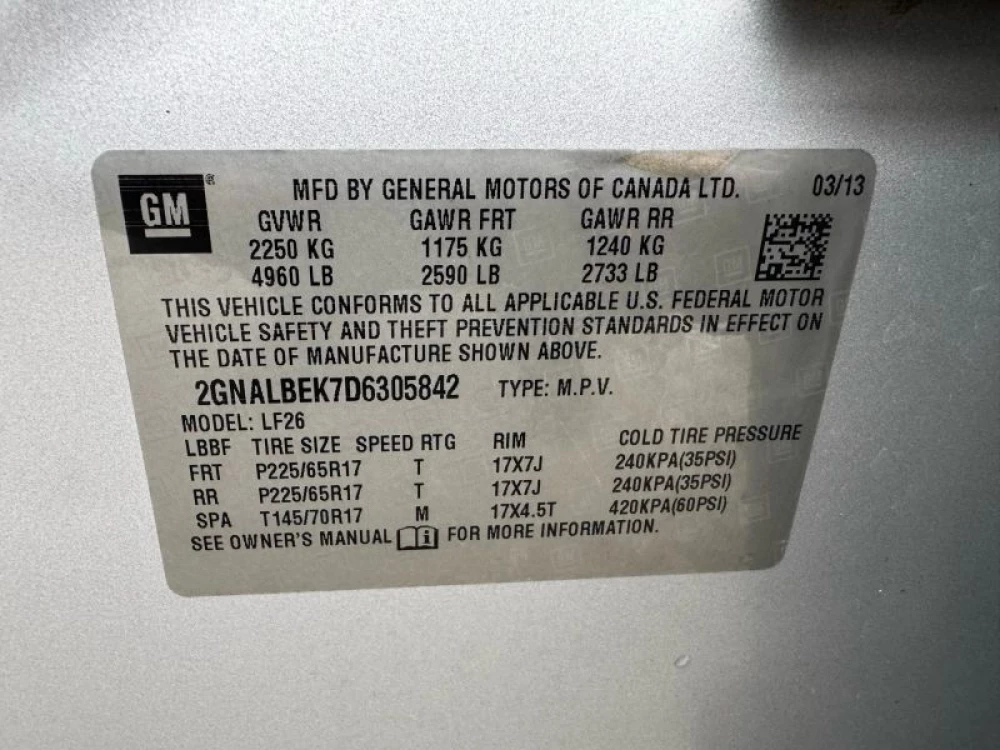 GM®
MFD BY GENERAL MOTORS OF CANADA LTD. 03/13
GVWR GAWR FRT GAWR RR
2250 KG 1175 KG 1240 KG
4960 LB 2590 LB 2733 LB
THIS VEHICLE CONFORMS TO ALL APPLICABLE U.S. FEDERAL MOTOR
VEHICLE SAFETY AND THEFT PREVENTION STANDARDS IN EFFECT ON
THE DATE OF MANUFACTURE SHOWN ABOVE.
2GNALBEK7D6305842 TYPE: M.P.V.
MODEL: LF26
LBBF TIRE SIZE SPEED RTG RIM COLD TIRE PRESSURE
FRT P225/65R17 T 17X7J 240KPA(35PSI)
RR P225/65R17 T 17X7J 240KPA(35PSI)
SPA T145/70R17 M 17X4.5T 420KPA(60PSI)
SEE OWNER'S MANUAL i FOR MORE INFORMATION.